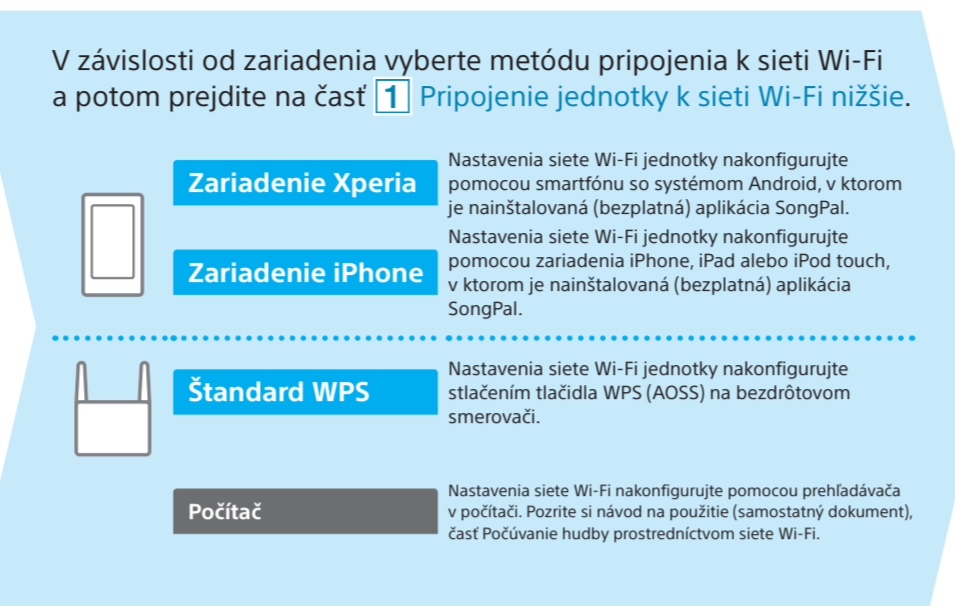 V závislosti od zariadenia vyberte metódu pripojenia k sieti Wi-Fi
a potom prejdite na časť 1 Pripojenie jednotky k sieti Wi-Fi nižšie.
Zariadenie Xperia
Nastavenia siete Wi-Fi jednotky nakonfigurujte
pomocou smartfónu so systémom Android, v ktorom
je nainštalovaná (bezplatná) aplikácia SongPal.
Zariadenie iPhone
Nastavenia siete Wi-Fi jednotky nakonfigurujte
pomocou zariadenia iPhone, iPad alebo iPod touch,
v ktorom je nainštalovaná (bezplatná) aplikácia
SongPal.
Štandard WPS
Nastavenia siete Wi-Fi jednotky nakonfigurujte
stlačením tlačidla WPS (AOSS) na bezdrôtovom
smerovači.
Počítač
Nastavenia siete Wi-Fi nakonfigurujte pomocou prehľadávača
v počítači. Pozrite si návod na použitie (samostatný dokument),
časť Počúvanie hudby prostredníctvom siete Wi-Fi.